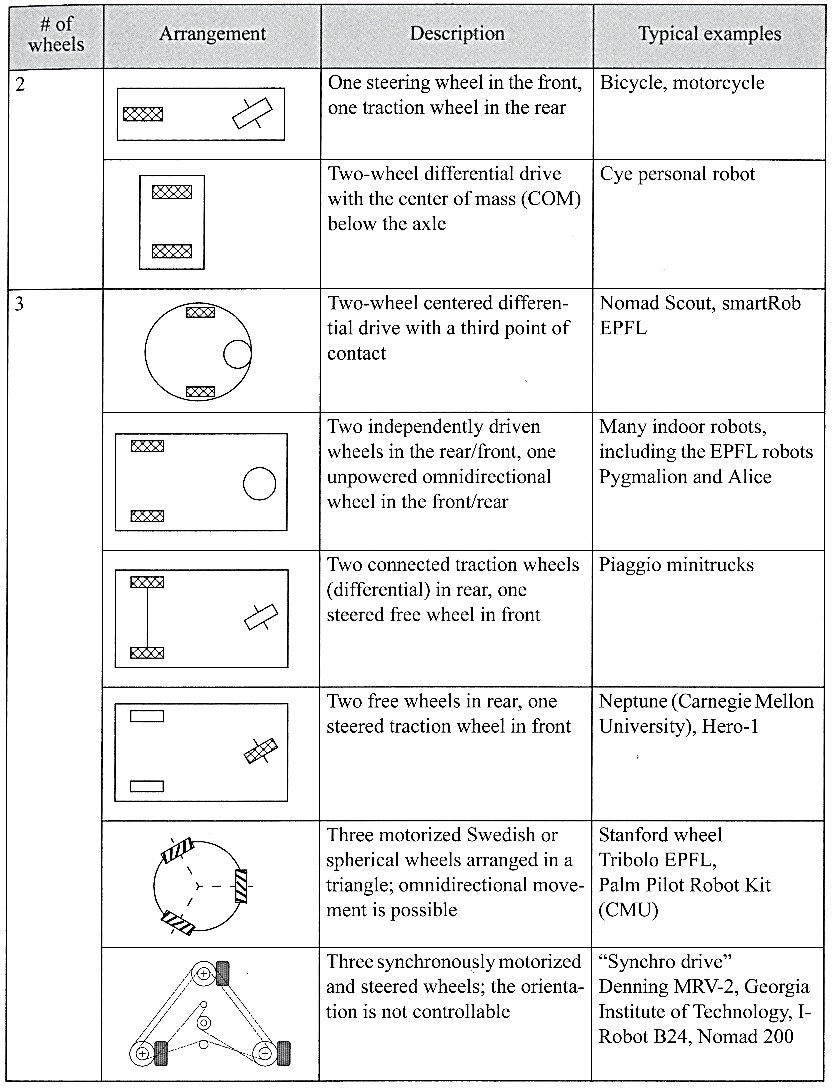 # of wheels
Arrangement
Description
Typical examples
2
One steering wheel in the front,
one traction wheel in the rear
Bicycle, motorcycle
Two-wheel differential drive
with the center of mass (COM)
below the axle
Cye personal robot
3
Two-wheel centered differen-
tial drive with a third point of
contact
Nomad Scout, smartRob
EPFL
Two independently driven
wheels in the rear/front, one
unpowered omnidirectional
wheel in the front/rear
Many indoor robots,
including the EPFL robots
Pygmalion and Alice
Two connected traction wheels
(differential) in rear, one
steered free wheel in front
Piaggio minitrucks
Two free wheels in rear, one
steered traction wheel in front
Neptune (Carnegie Mellon
University), Hero-1
Three motorized Swedish or
spherical wheels arranged in a
triangle; omnidirectional move-
ment is possible
Stanford wheel
Tribolo EPFL,
Palm Pilot Robot Kit
(CMU)
Three synchronously motorized
and steered wheels; the orienta-
tion is not controllable
“Synchro drive”
Denning MRV-2, Georgia
Institute of Technology, I-
Robot B24, Nomad 200